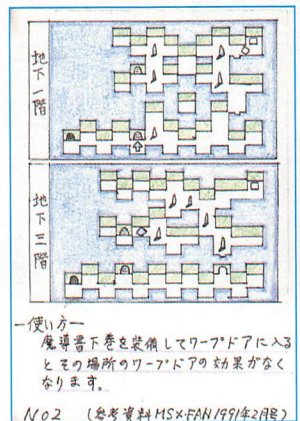 地下一階
地下三階
ー使い方ー
魔導書下巻を装備してワープドアに入る
とその場所のワープドアの効果がなく
なります。
NO2 (参考資料MSX・FAN1991年2月号)